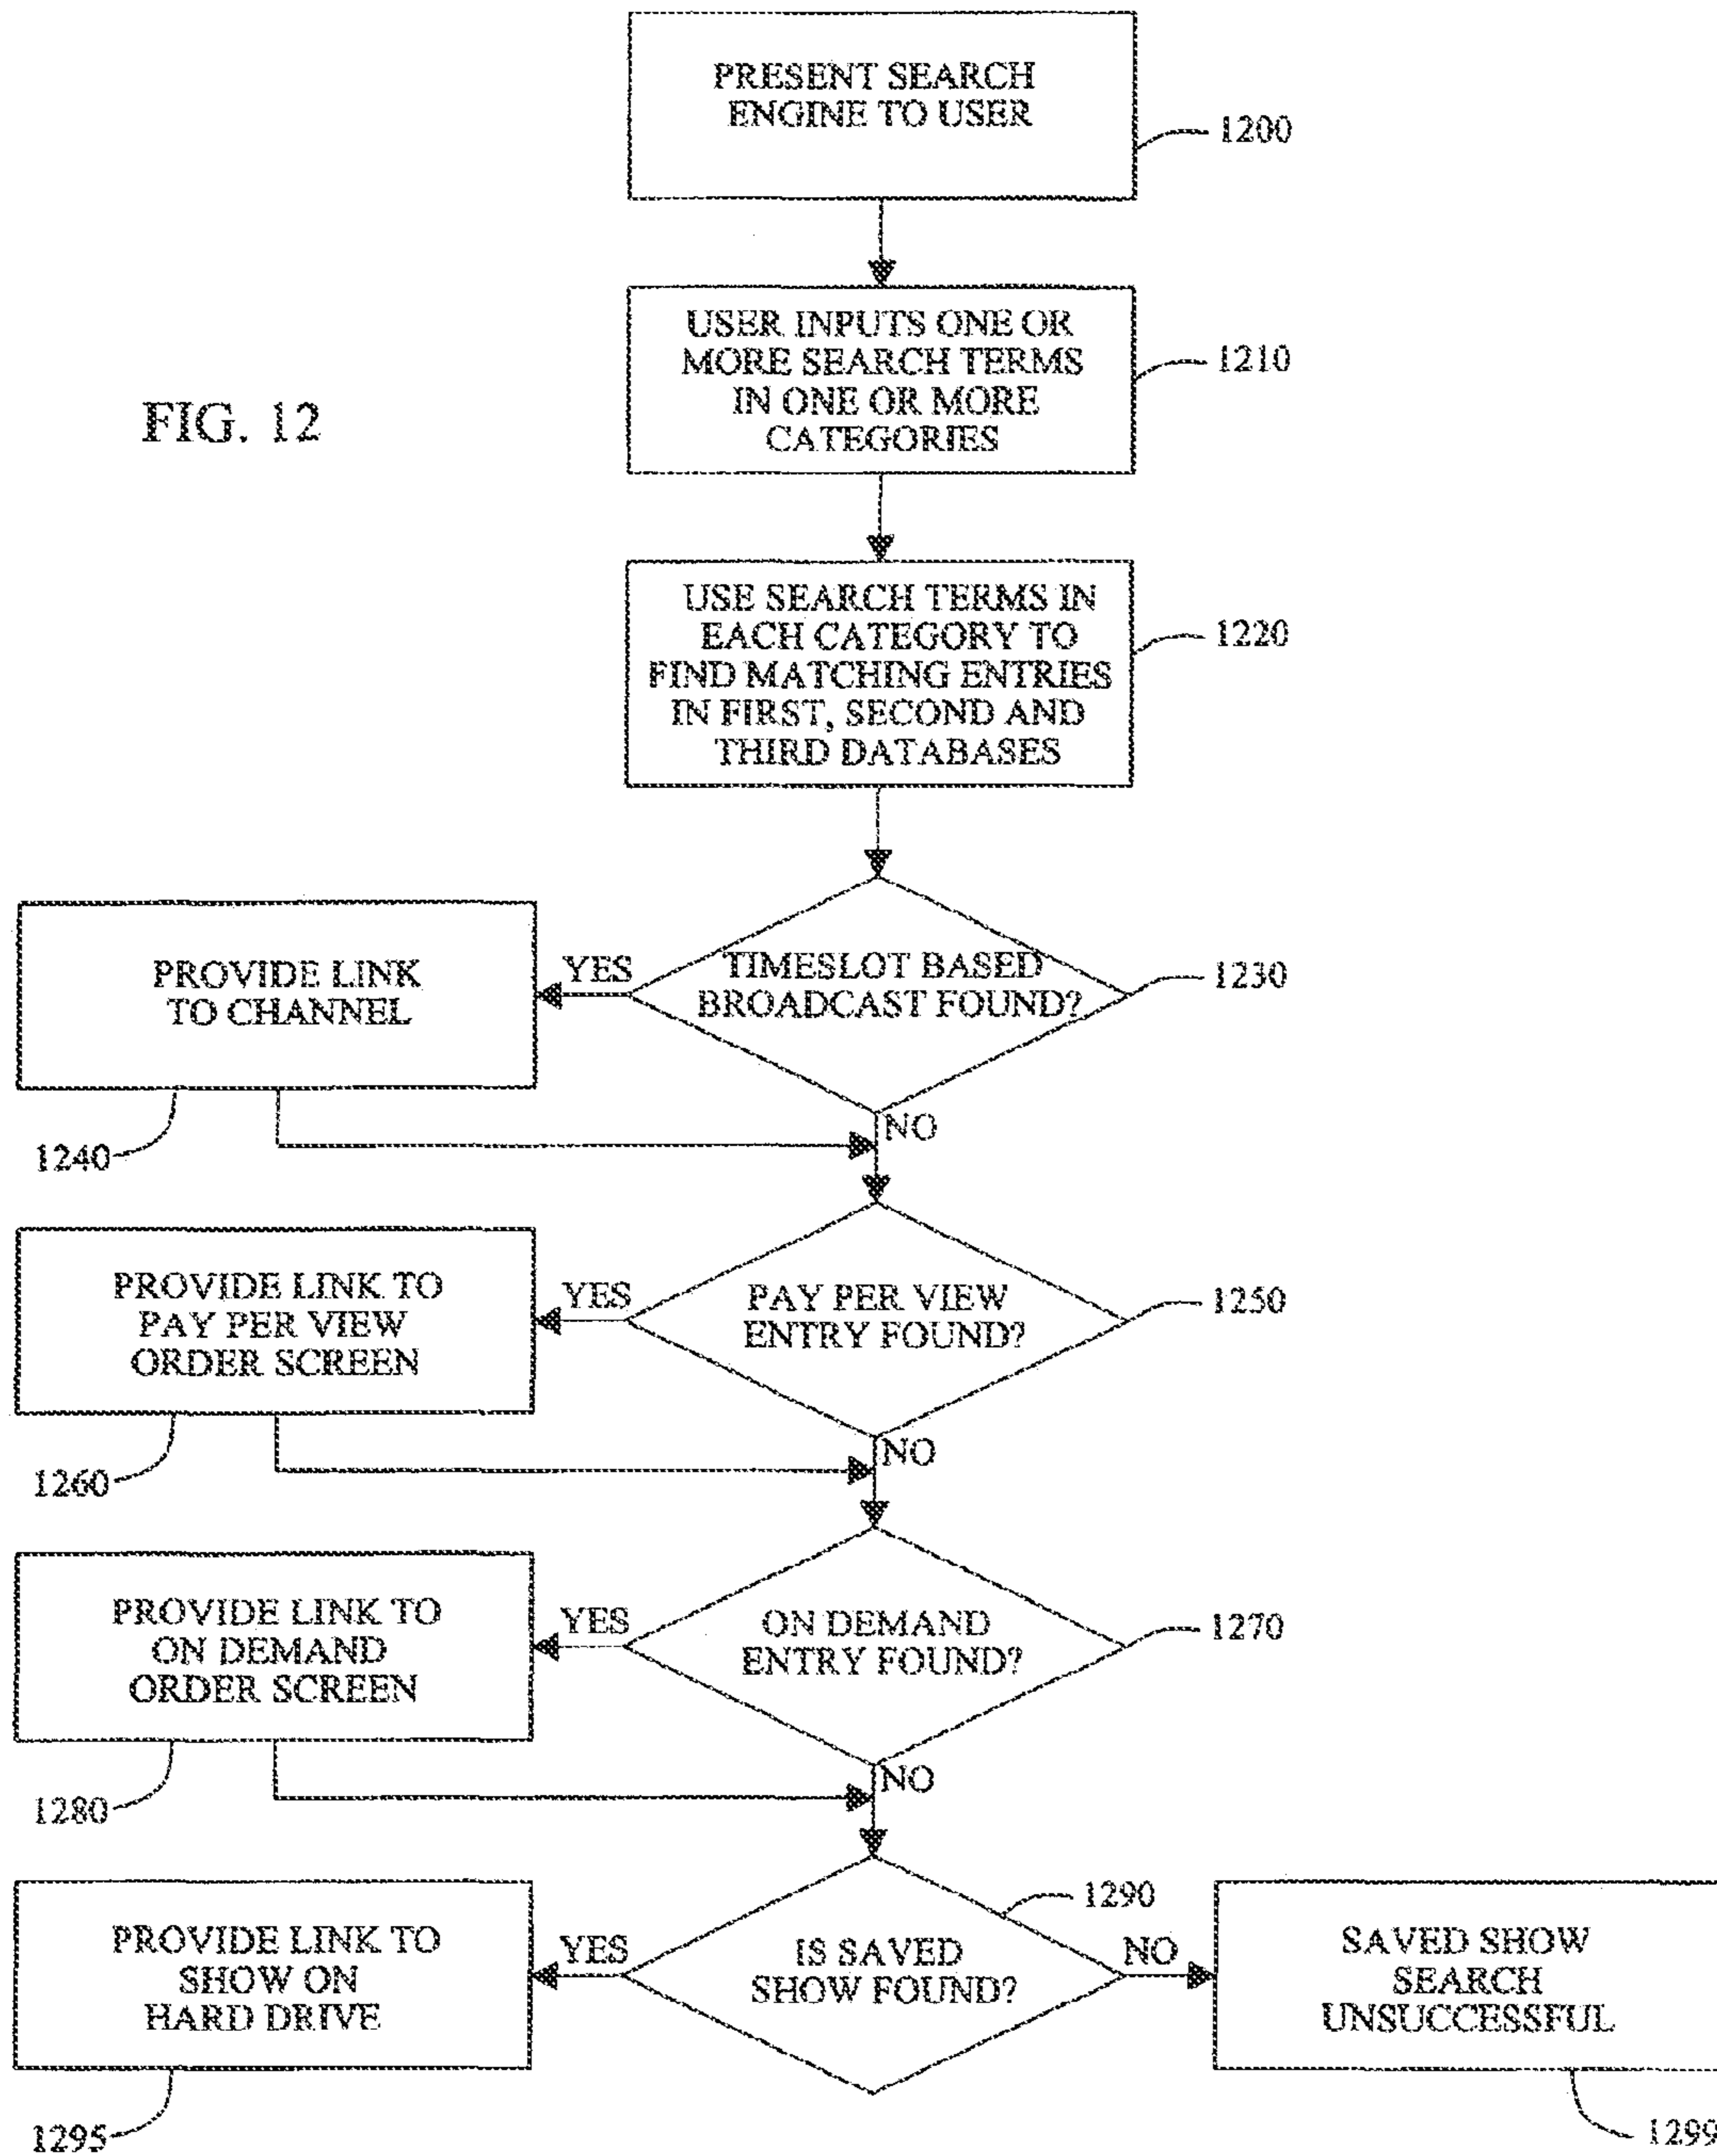 PRESENT SEARCH
ENGINE TO USER
1200
USER INPUTS ONE OR
MORE SEARCH TERMS
IN ONE OR MORE
CATEGORIES
1210
FIG. 12
USE SEARCH TERMS IN
EACH CATEGORY TO
FIND MATCHING ENTRIES
IN FIRST, SECOND AND
THIRD DATABASES
1220
PROVIDE LINK
TO CHANNEL
1240
YES
TIMESLOT BASED
BROADCAST FOUND?
1230
NO
PROVIDE LINK TO
PAY PER VIEW
ORDER SCREEN
1260
YES
PAY PER VIEW
ENTRY FOUND?
1250
NO
PROVIDE LINK TO
ON DEMAND
ORDER SCREEN
1280
YES
ON DEMAND
ENTRY FOUND?
1270
NO
PROVIDE LINK TO
SHOW ON
HARD DRIVE
1295
YES
IS SAVED
SHOW FOUND?
1290
NO
SAVED SHOW
SEARCH
UNSUCCESSFUL
1299